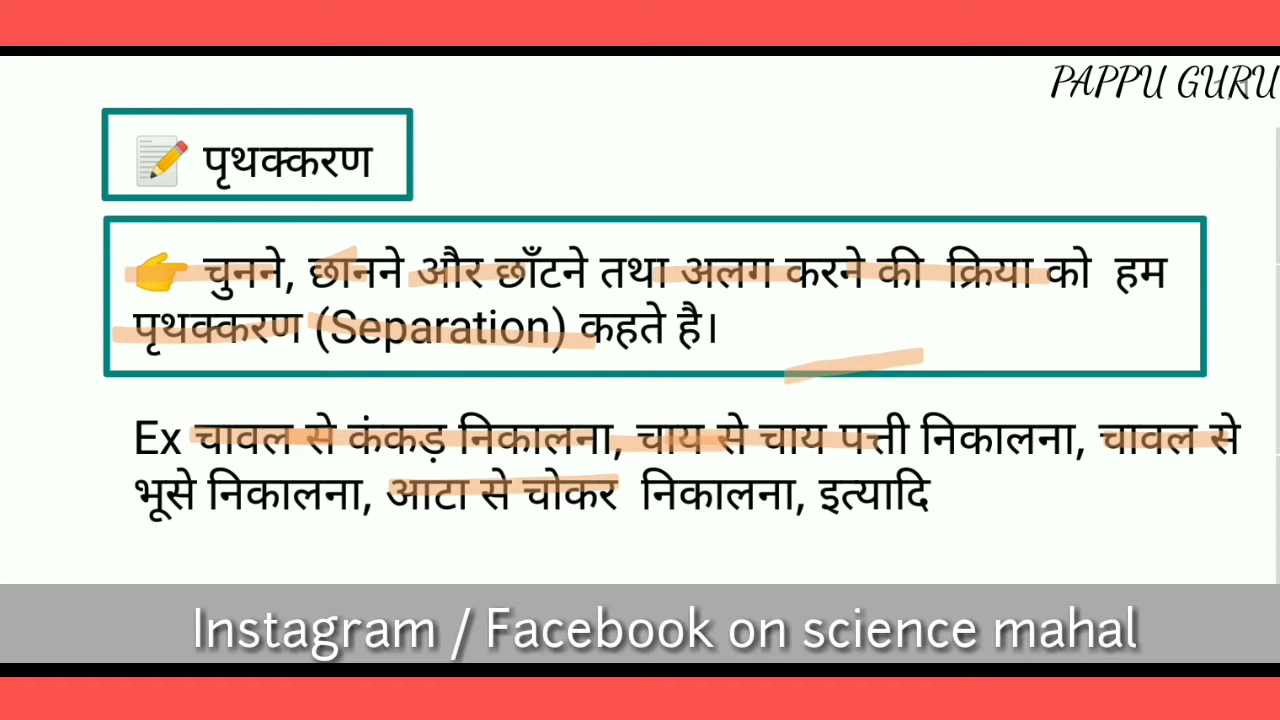 PAPPU GURU
📝 पृथक्करण
👉 चुनने, छानने और छाँटने तथा अलग करने की क्रिया को हम
पृथक्करण (Separation) कहते है।
Ex चावल से कंकड़ निकालना, चाय से चाय पत्ती निकालना, चावल से
भूसे निकालना, आटा से चोकर निकालना, इत्यादि
Instagram / Facebook on science mahal